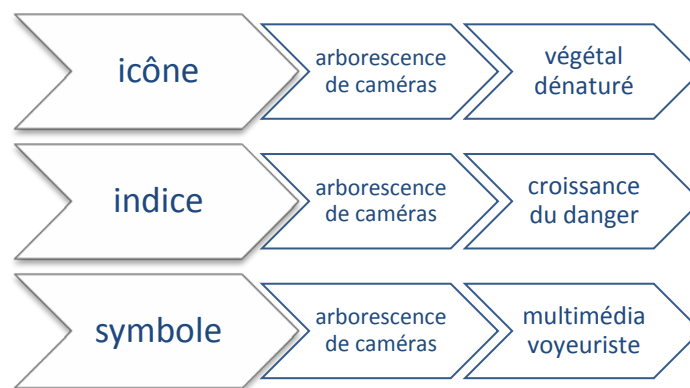 icône
arborescence
de caméras
végétal
dénaturé
indice
arborescence
de caméras
croissance
du danger
symbole
arborescence
de caméras
multimédia
voyeuriste